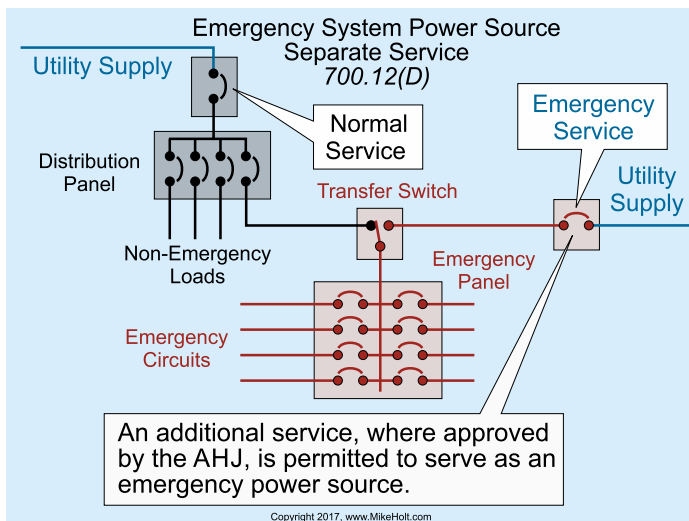 Emergency System Power Source
Separate Service
700.12(D)
Utility Supply
Normal
Service
Emergency
Service
Distribution
Panel
Transfer Switch
Utility
Supply
Non-Emergency
Loads
Emergency
Panel
Emergency
Circuits
An additional service, where approved
by the AHJ, is permitted to serve as an
emergency power source.
Copyright 2017, www.MikeHolt.com